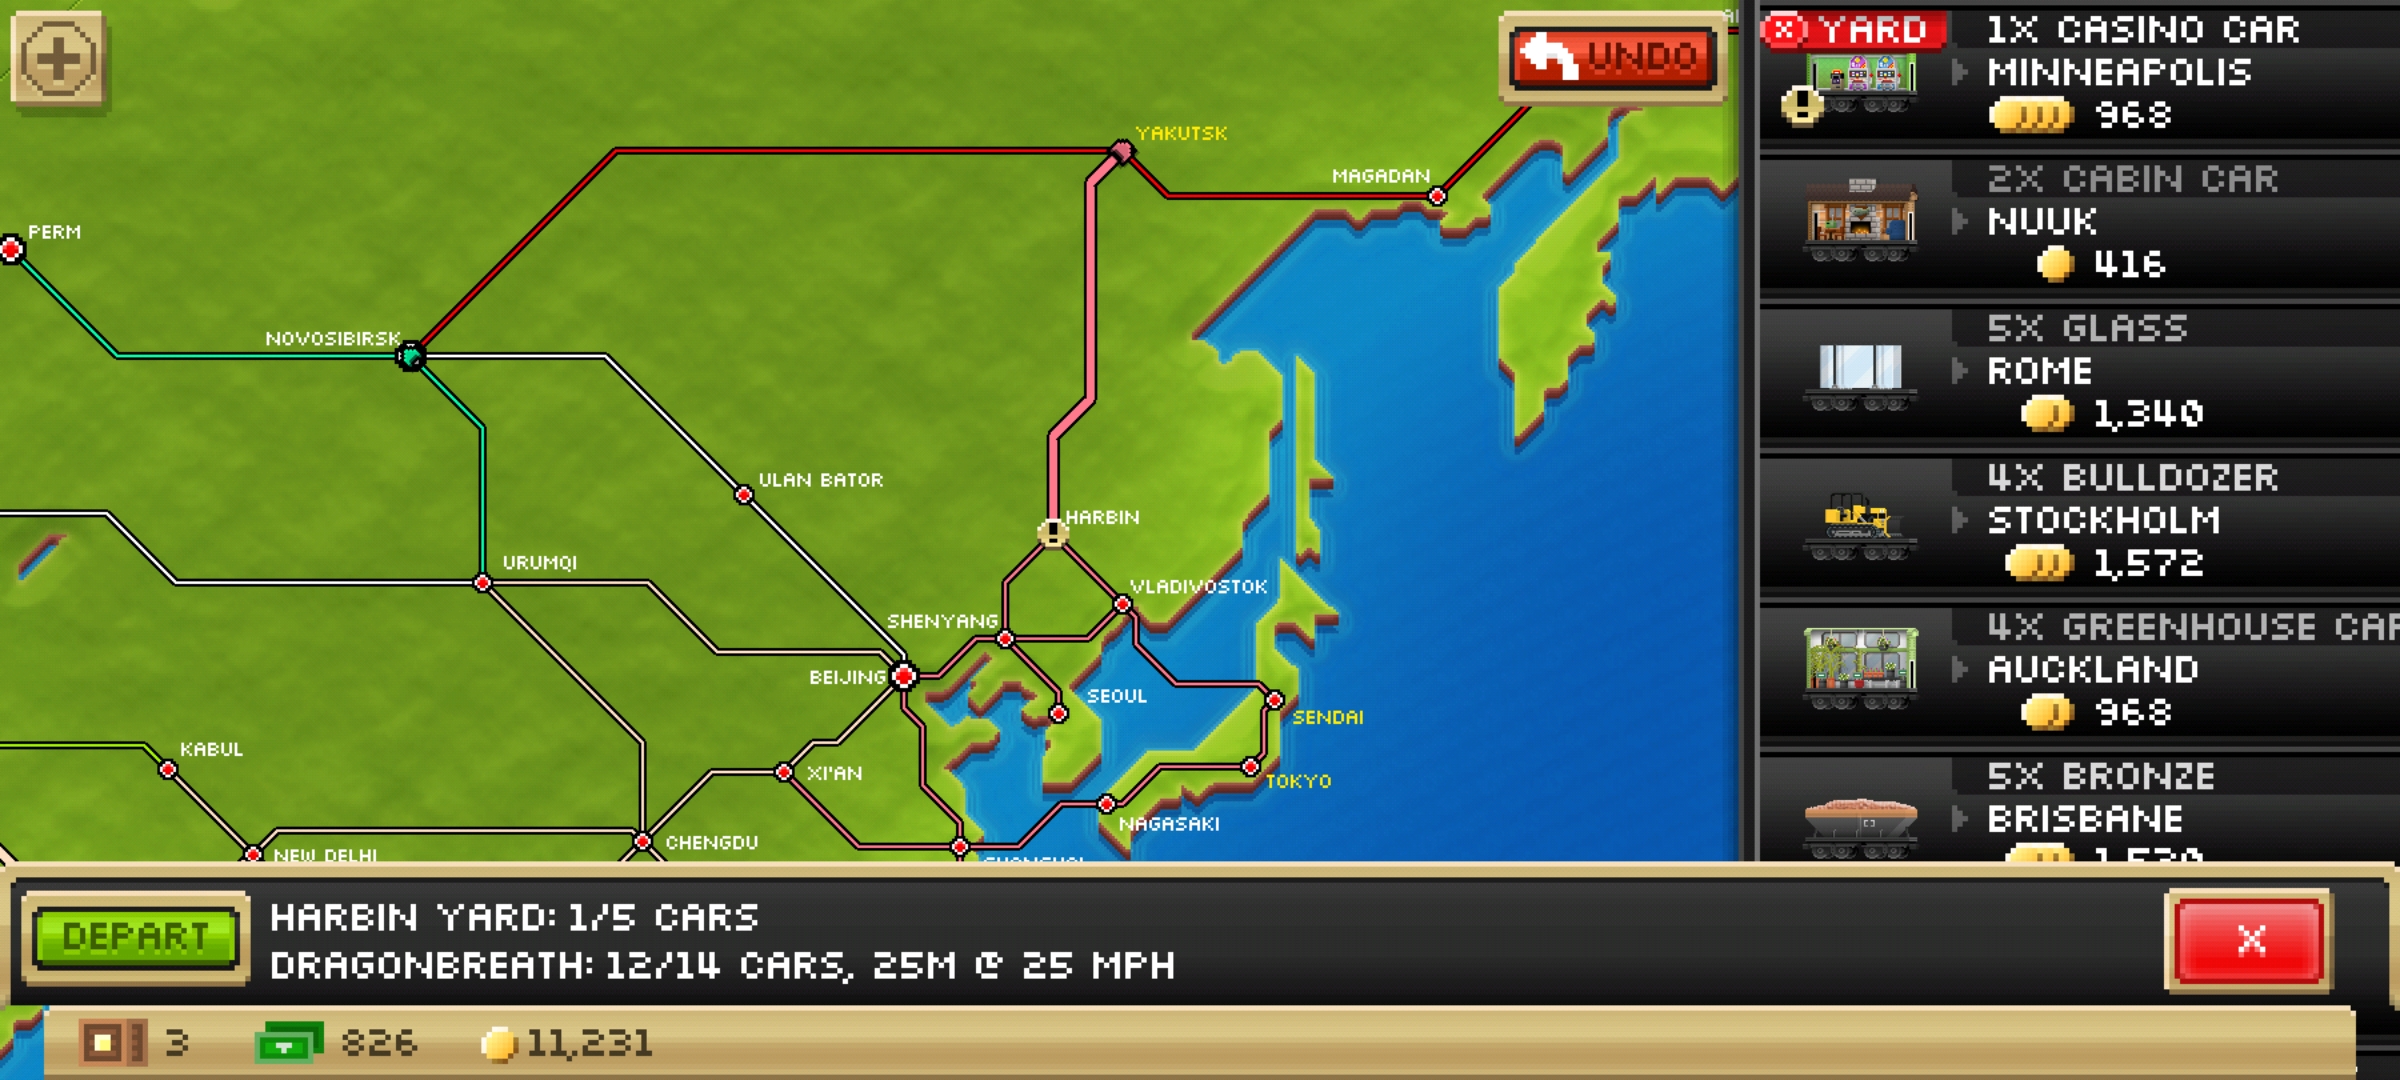 UNDO
YAKUTSK
MAGADAN
PERM
NOVOSIBIRSK
ULAN BATOR
HARBIN
URUMQI
VLADIVOSTOK
SHENYANG
BEIJING
SEOUL
SENDAI
KABUL
XI'AN
TOKYO
NAGASAKI
CHENGDU
NEW DELHI
SHANGHAI
YARD
1X CASINO CAR
MINNEAPOLIS
968
2X CABIN CAR
NUUK
416
5X GLASS
ROME
1,340
4X BULLDOZER
STOCKHOLM
1,572
4X GREENHOUSE CAR
AUCKLAND
968
5X BRONZE
BRISBANE
1,530
DEPART
HARBIN YARD: 1/5 CARS
DRAGONBREATH: 12/14 CARS, 25M @ 25 MPH
X
3
826
11,231